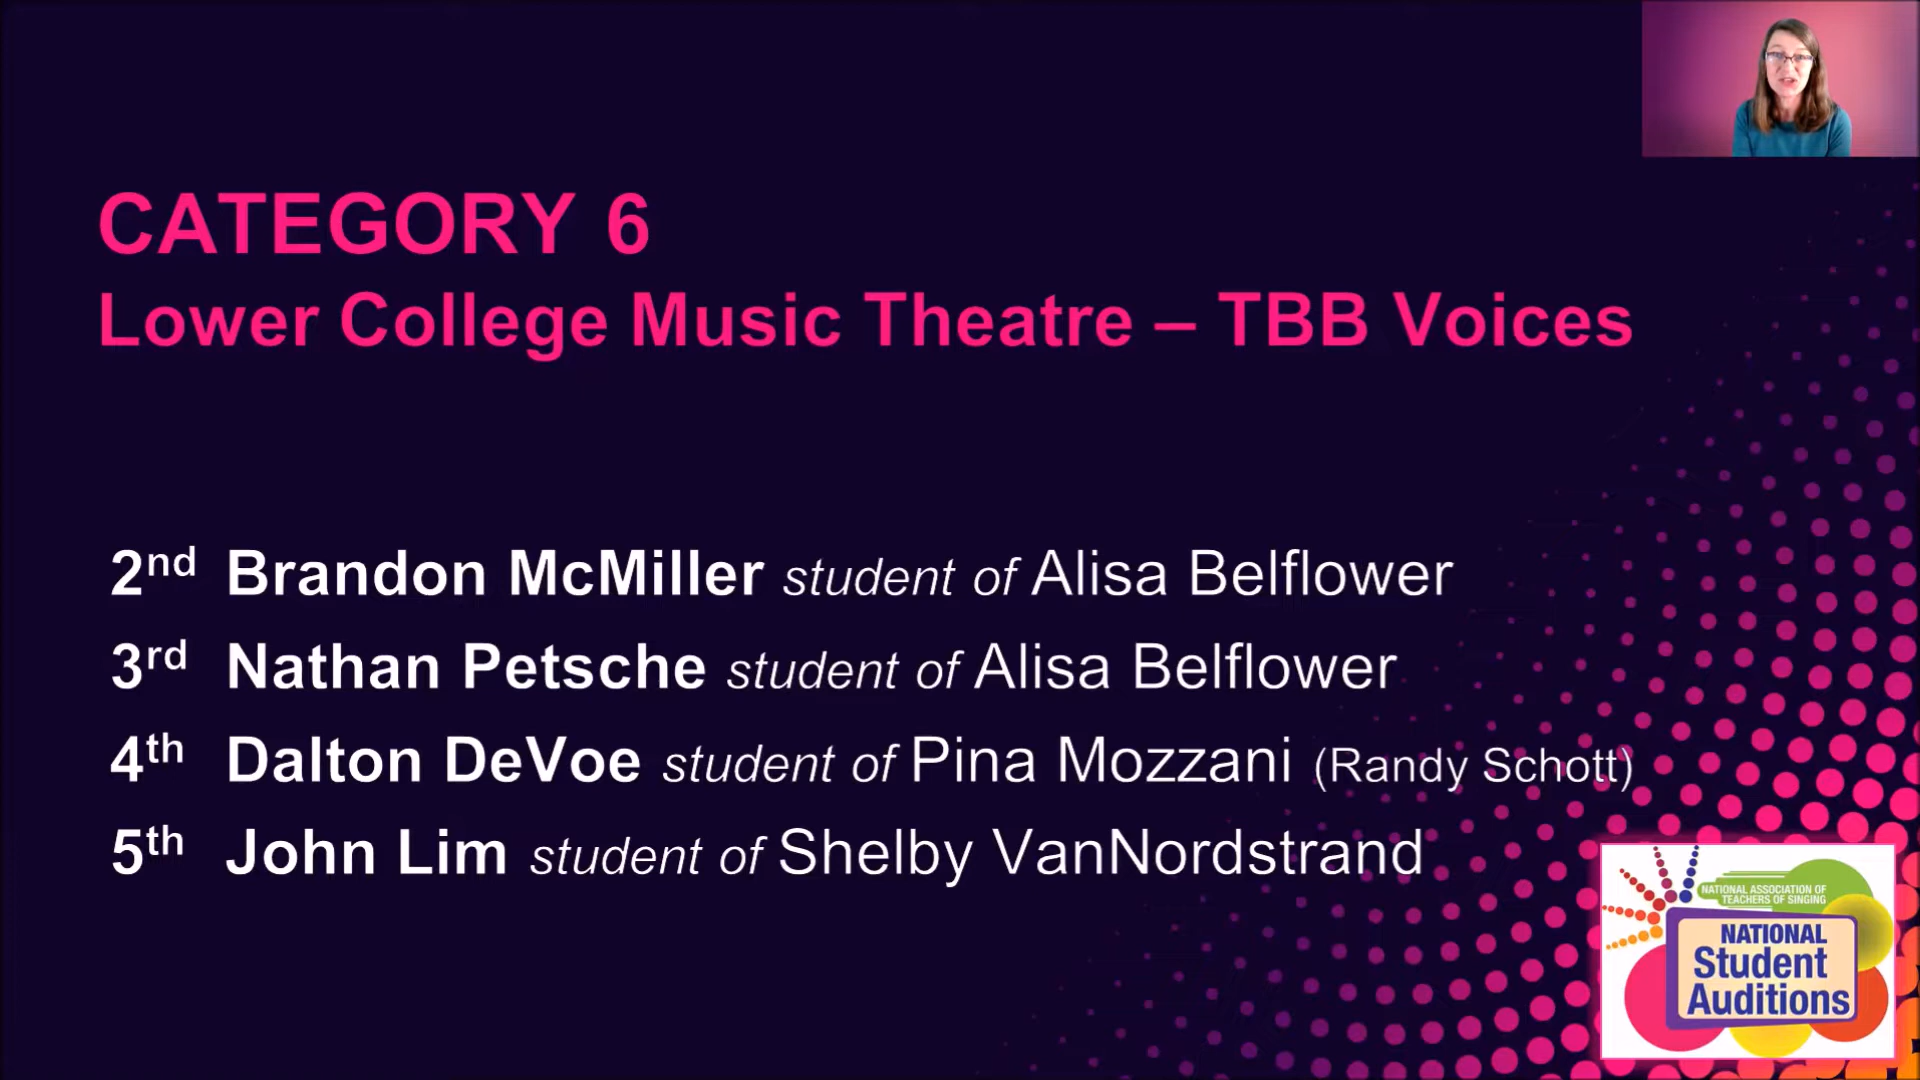 CATEGORY 6
Lower College Music Theatre – TBB Voices
2nd Brandon McMiller student of Alisa Belflower
3rd Nathan Petsche student of Alisa Belflower
4th Dalton DeVoe student of Pina Mozzani (Randy Schott)
5th John Lim student of Shelby VanNordstrand
NATIONAL ASSOCIATION OF
TEACHERS OF SINGING
NATIONAL
Student
Auditions